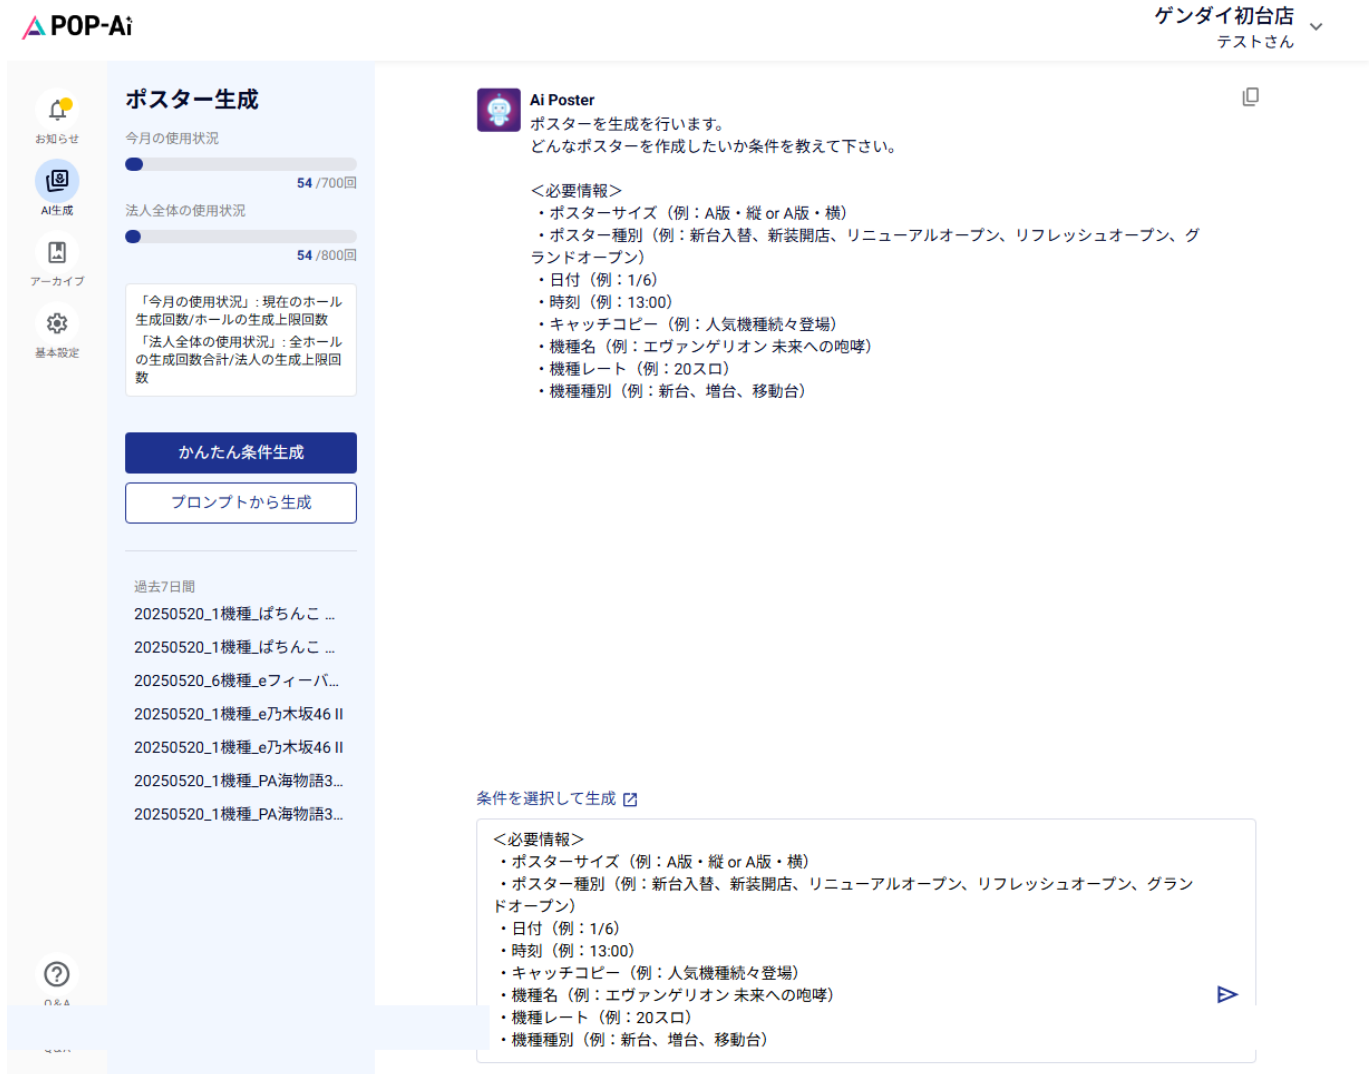 POP-Ai
ゲンダイ初台店
テストさん
お知らせ
AI生成
アーカイブ
基本設定
Q&A
ポスター生成
今月の使用状況
54 /700回
法人全体の使用状況
54 /800回
「今月の使用状況」: 現在のホール
生成回数/ホールの生成上限回数
「法人全体の使用状況」: 全ホール
の生成回数合計/法人の生成上限回
数
かんたん条件生成
プロンプトから生成
過去7日間
20250520_1機種_ぱちんこ ...
20250520_1機種_ぱちんこ ...
20250520_6機種_eフィーバ...
20250520_1機種_e乃木坂46 II
20250520_1機種_e乃木坂46 II
20250520_1機種_PA海物語3...
20250520_1機種_PA海物語3...
Ai Poster
ポスターを生成を行います。
どんなポスターを作成したいか条件を教えて下さい。
＜必要情報＞
・ポスターサイズ（例：A版・縦 or A版・横）
・ポスター種別（例：新台入替、新装開店、リニューアルオープン、リフレッシュオープン、グ
ランドオープン）
・日付（例：1/6）
・時刻（例：13:00）
・キャッチコピー（例：人気機種続々登場）
・機種名（例：エヴァンゲリオン 未来への咆哮）
・機種レート（例：20スロ）
・機種種別（例：新台、増台、移動台）
条件を選択して生成
＜必要情報＞
・ポスターサイズ（例：A版・縦 or A版・横）
・ポスター種別（例：新台入替、新装開店、リニューアルオープン、リフレッシュオープン、グラン
ドオープン）
・日付（例：1/6）
・時刻（例：13:00）
・キャッチコピー（例：人気機種続々登場）
・機種名（例：エヴァンゲリオン 未来への咆哮）
・機種レート（例：20スロ）
・機種種別（例：新台、増台、移動台）